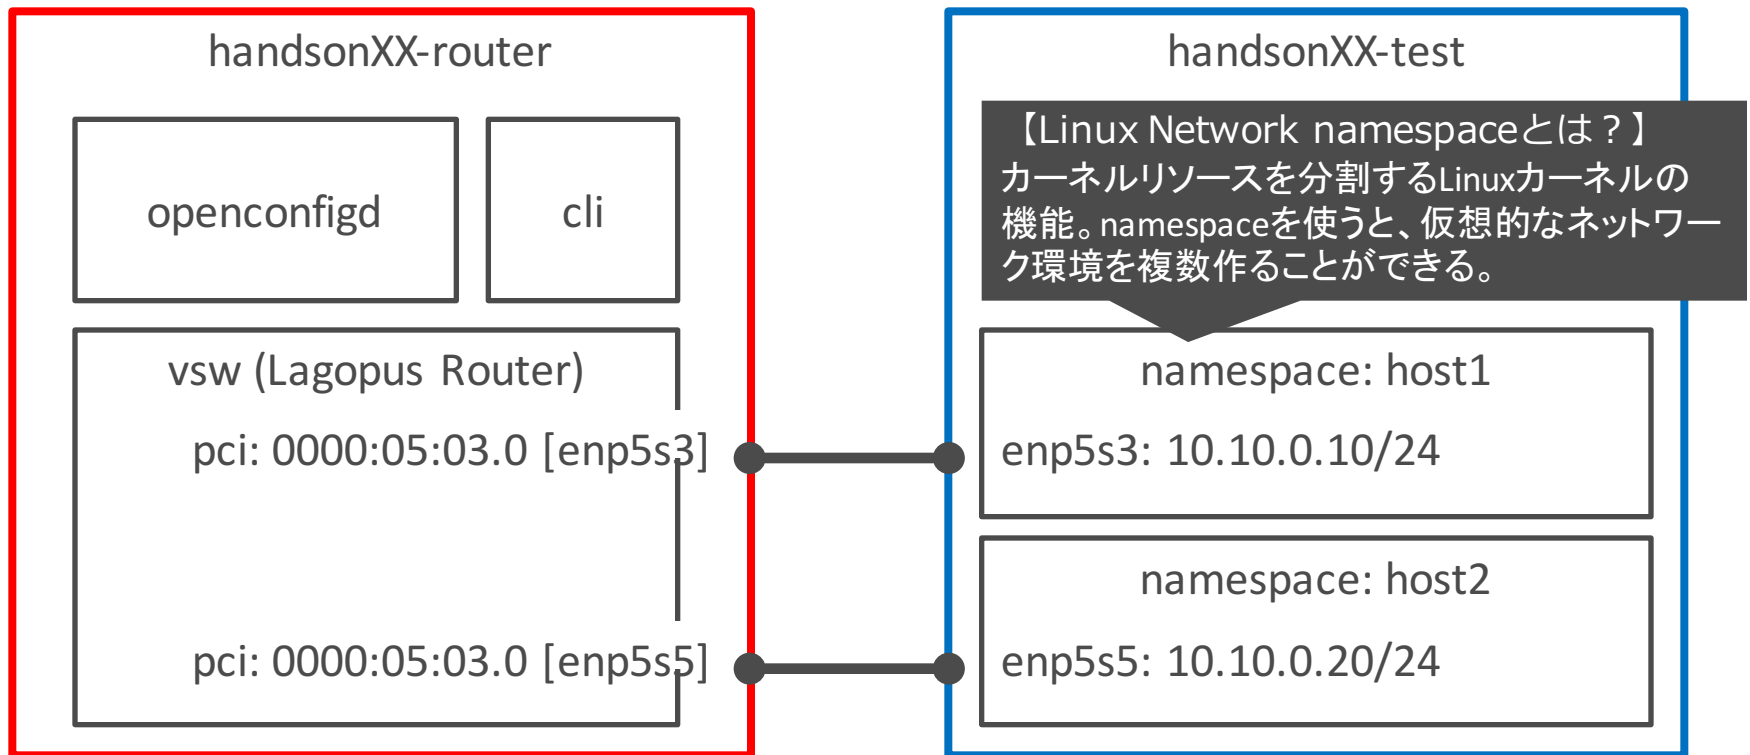 handsonXX-router
openconfigd
cli
vsw (Lagopus Router)
pci: 0000:05:03.0 [enp5s3]
pci: 0000:05:03.0 [enp5s5]
handsonXX-test
【Linux Network namespaceとは？】
カーネルリソースを分割するLinuxカーネルの
機能。namespaceを使うと、仮想的なネットワー
ク環境を複数作ることができる。
namespace: host1
enp5s3: 10.10.0.10/24
namespace: host2
enp5s5: 10.10.0.20/24